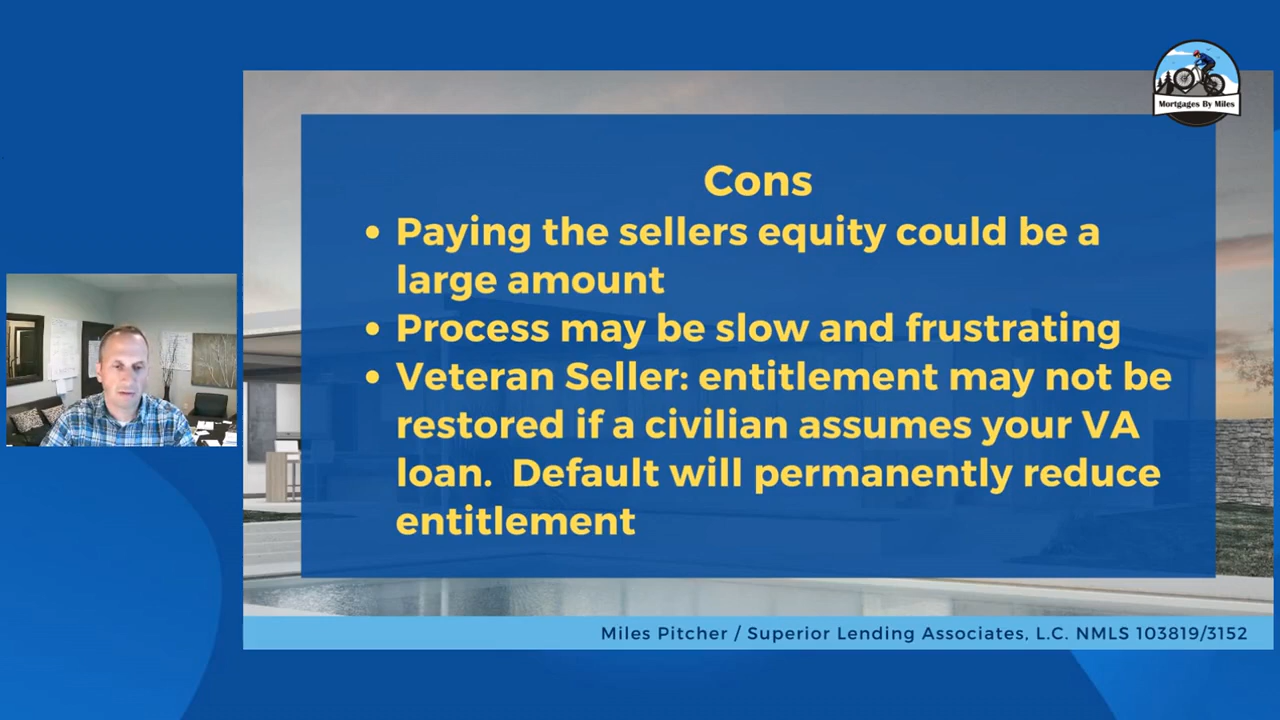 Mortgages By Miles
Cons
• Paying the sellers equity could be a
large amount
• Process may be slow and frustrating
• Veteran Seller: entitlement may not be
restored if a civilian assumes your VA
loan.  Default will permanently reduce
entitlement
Miles Pitcher / Superior Lending Associates, L.C. NMLS 103819/3152